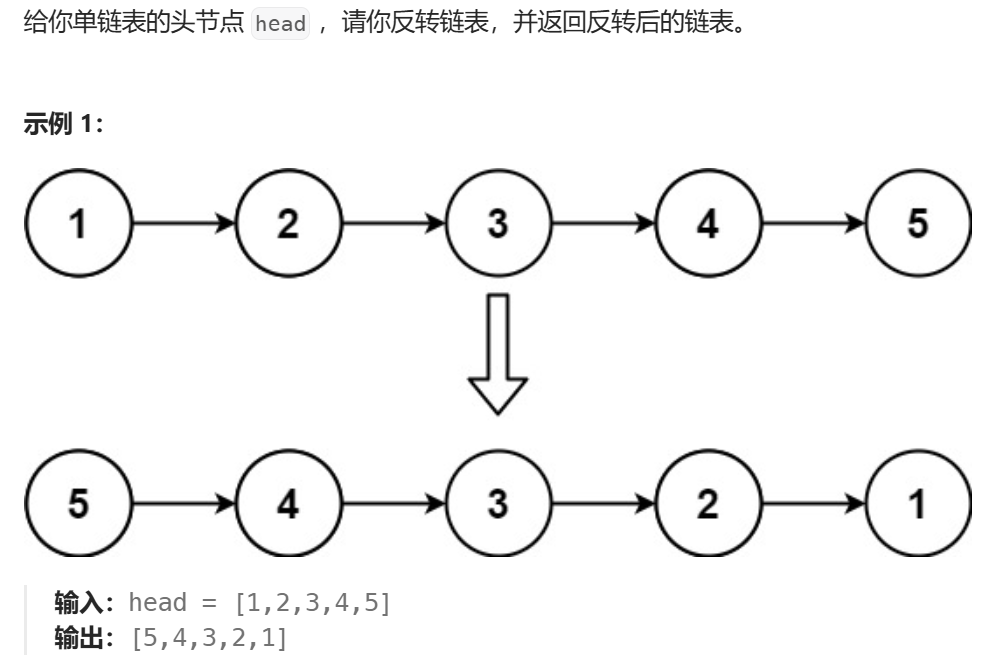 给你单链表的头节点 head ，请你反转链表，并返回反转后的链表。
示例 1：
1 2 3 4 5
5 4 3 2 1
输入：head = [1,2,3,4,5]
输出：[5,4,3,2,1]